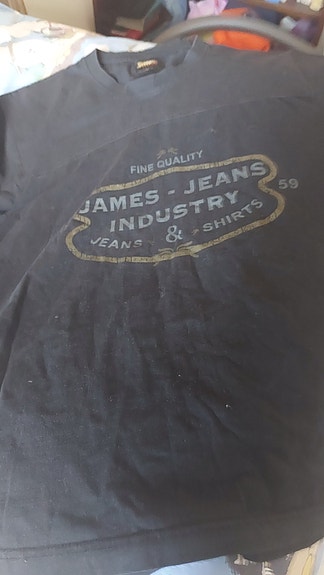 FINE QUALITY
JAMES - JEANS
59
INDUSTRY
JEANS & SHIRTS